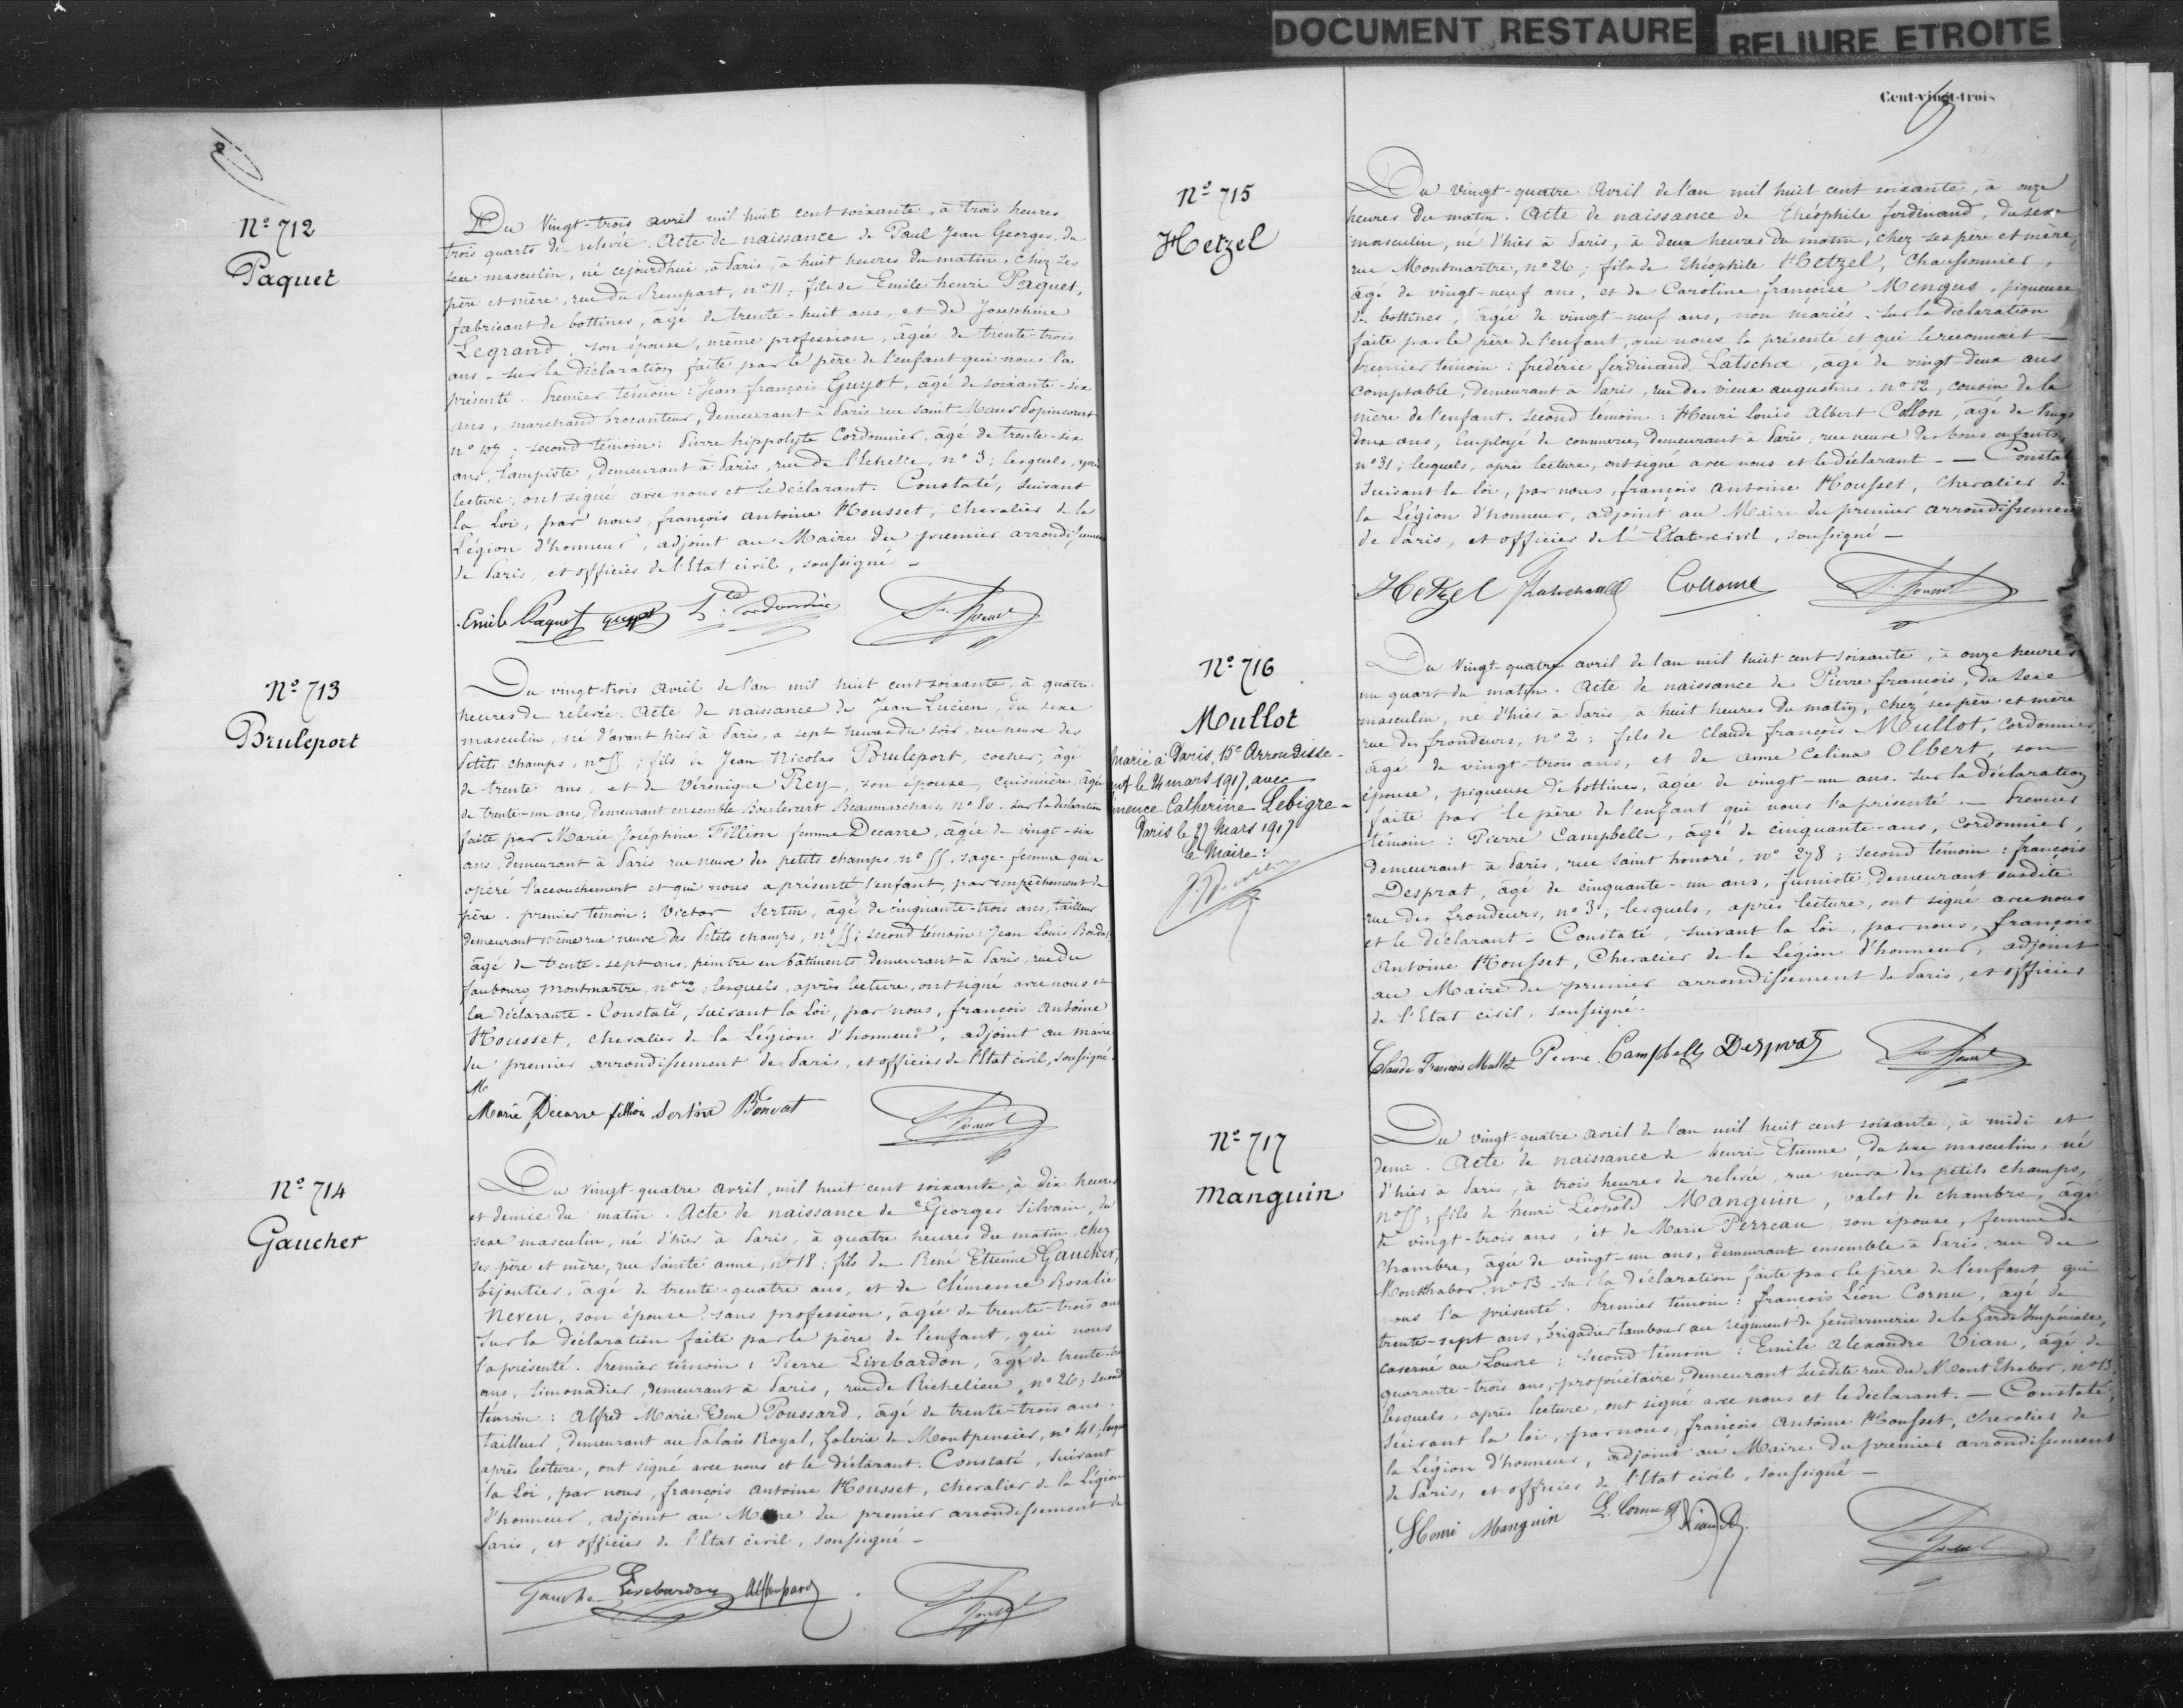 DOCUMENT RESTAURE
RELIURE ETROITE
Nº 712
Paquet
Du Vingt-trois avril mil huit cent soixante, à trois heures
trois quarts de relevée. Acte de naissance de Paul Jean Georges, du
sexe masculin, né cejourdhui, à Paris, à huit heures du matin, chez ses
père et mère, rue du Rempart, nº 11; fils de Emile henri Paquet,
fabricant de bottines, âgé de trente-huit ans, et de Josephine
Legrand, son épouse, même profession, âgée de trente-trois
ans - sur la déclaration faite par le père de l'enfant qui nous l'a
présenté. Premier témoin: Jean françois Guyot, âgé de soixante-six
ans, marchand brocanteur, demeurant à Paris rue Saint-Maur Popincourt
nº 107; second témoin: Pierre hippolyte Cordonnier, âgé de trente-six
ans, lampiste, demeurant à Paris, rue de l'Echelle, nº 3; lesquels, après
lecture, ont signé avec nous et le déclarant. Constaté, suivant
la Loi, par nous, françois antoine Housset, Chevalier de la
Légion d'honneur, adjoint au Maire du premier arrondissement
de Paris, et officier de l'Etat civil, soussigné -
Emile Paquet Guyot Cordonnier
Nº 713
Bruleport
Du vingt-trois avril de l'an mil huit cent soixante, à quatre
heures de relevée. Acte de naissance de Jean Lucien, du sexe
masculin, né d'avant hier à Paris, à sept heures du soir, rue neuve des
Petits champs, nº 55; fils de Jean Nicolas Bruleport, cocher, âgé
de trente ans, et de Véronique Rey, son épouse, cuisinière, âgée
de trente-un ans, demeurant ensemble Boulevart Beaumarchais, nº 80. sur la déclaration
faite par Marie Joséphine Fillion femme Decarre, âgée de vingt-six
ans, demeurant à Paris rue neuve des petits champs nº 55, sage-femme qui a
opéré l'accouchement et qui nous a présenté l'enfant, par empêchement du
père. premier témoin: Victor Sertin, âgé de cinquante-trois ans, tailleur
demeurant même rue neuve des Petits champs, nº 55; second témoin: Jean Louis
âgé de trente-sept ans, peintre en bâtiments demeurant à Paris, rue du
faubourg Montmartre, nº 72; lesquels, après lecture, ont signé avec nous et
la déclarante - Constaté, suivant la Loi, par nous, françois Antoine
Housset, chevalier de la Légion d'honneur, adjoint au maire
du premier arrondissement de Paris, et officier de l'Etat civil, soussigné.
Marie Decarre fillion Sertin
Nº 714
Gaucher
Du vingt quatre avril, mil huit cent soixante, à dix heures
et demie du matin. Acte de naissance de Georges Silvain, du
sexe masculin, né d'hier à Paris, à quatre heures du matin, chez
ses père et mère, rue Sainte anne, nº 18; fils de René Etienne Gaucher,
bijoutier, âgé de trente-quatre ans, et de Clémence Rosalie
Neveu, son épouse, sans profession, âgée de trente-trois ans
Sur la déclaration faite par le père de l'enfant, qui nous
l'a présenté. Premier témoin: Pierre Livebardon, âgé de trente-
ans, limonadier, demeurant à Paris, rue de Richelieu, nº 26; second
témoin: Alfred Marie Edme Poussard, âgé de trente-trois ans.
tailleur, demeurant au Palais Royal, Galerie de Montpensier, nº 41, lesquels
après lecture, ont signé avec nous et le déclarant. Constaté, suivant
la Loi, par nous, françois antoine Housset, chevalier de la Légion
d'honneur, adjoint au Maire du premier arrondissement de
Paris, et officier de l'Etat civil, soussigné -
Gaucher Livebardon
Cent-vingt-trois
Nº 715
Hetzel
Du Vingt-quatre Avril de l'an mil huit cent soixante, à onze
heures du matin. Acte de naissance de théophile ferdinand, du sexe
masculin, né d'hier à Paris, à deux heures du matin, chez ses père et mère,
rue Montmartre, nº 26; fils de théophile Hetzel, Chaussonnier,
âgé de vingt-neuf ans, et de Caroline françoise Mengus, piqueuse
de bottines, âgée de vingt-neuf ans, non mariés. Sur la déclaration
faite par le père de l'enfant, qui nous la présenté et qui le reconnait -
Premier témoin: frédéric ferdinand Latscha, âgé de vingt deux ans
Comptable, demeurant à Paris, rue des vieux augustins, nº 12, cousin de la
mère de l'enfant. Second témoin: Henri Louis Albert Collon, âgé de vingt
deux ans, Employé de commerce, demeurant à Paris, rue neuve des bons enfants,
nº 31; lesquels, après lecture, ont signé avec nous et le déclarant - Constaté
Suivant la loi, par nous, françois antoine Housset, Chevalier de
la Légion d'honneur, adjoint au Maire du premier arrondissement
de Paris, et officier de l'Etat civil, soussigné -
Hetzel
Nº 716
Mullot
Marié à Paris, 15e Arrondisse-
ent le 24 mars 1917, avec
mence Catherine Lebigre -
Paris le 27 Mars 1917
le Maire:
Du Vingt-quatre avril de l'an mil huit cent soixante, à onze heures
un quart du matin. Acte de naissance de Pierre françois, du sexe
masculin, né d'hier à Paris, à huit heures du matin, chez ses père et mère
rue des frondeurs, nº 2; fils de Claude françois Mullot, cordonnier,
âgé de vingt-trois ans, et de anne Celina Olbert, son
épouse, piqueuse de bottines, âgée de vingt-un ans. sur la déclaration
faite par le père de l'enfant qui nous l'a présenté. - Premier
témoin: Pierre Campbell, âgé de cinquante-ans, Cordonnier,
demeurant à Paris, rue Saint honoré, nº 278; second témoin: françois
Desprat, âgé de cinquante-un ans, fumiste, demeurant susdite
rue des frondeurs, nº 3; lesquels, après lecture, ont signé avec nous
et le déclarant - Constaté, suivant la Loi, par nous, françois
Antoine Housset, Chevalier de la Légion d'honneur, adjoint
au Maire du premier arrondissement de Paris, et officier
de l'Etat civil, soussigné.
Claude François Mullot Pierre Campbell Desprat
Nº 717
Manguin
Du vingt-quatre avril de l'an mil huit cent soixante, à midi et
demi. Acte de naissance de henri Etienne, du sexe masculin, né
d'hier à Paris, à trois heures de relevée, rue neuve des petits champs,
nº 55; fils de henri Léopold Manguin, valet de chambre, âgé
de vingt-trois ans, et de Marie Perreau, son épouse, femme de
Chambre, âgée de vingt-un ans, demeurant ensemble à Paris, rue du
Monthabor, nº 13 - sur la déclaration faite par le père de l'enfant qui
nous l'a présenté. Premier témoin: françois Léon Cornu, âgé de
trente-sept ans, brigadier tambour au régiment de gendarmerie de la Garde Impériale,
caserné au Louvre; second témoin: Emile Alexandre Vian, âgé de
quarante-trois ans, propriétaire, demeurant susdite rue du Mont Thabor, nº 13
lesquels, après lecture, ont signé avec nous et le déclarant. - Constaté,
Suivant la loi, par nous, françois Antoine Housset, chevalier de
la Légion d'honneur, adjoint au Maire du premier arrondissement
de Paris, et officier de l'Etat civil, soussigné -
Henri Manguin L. Cornu Vian